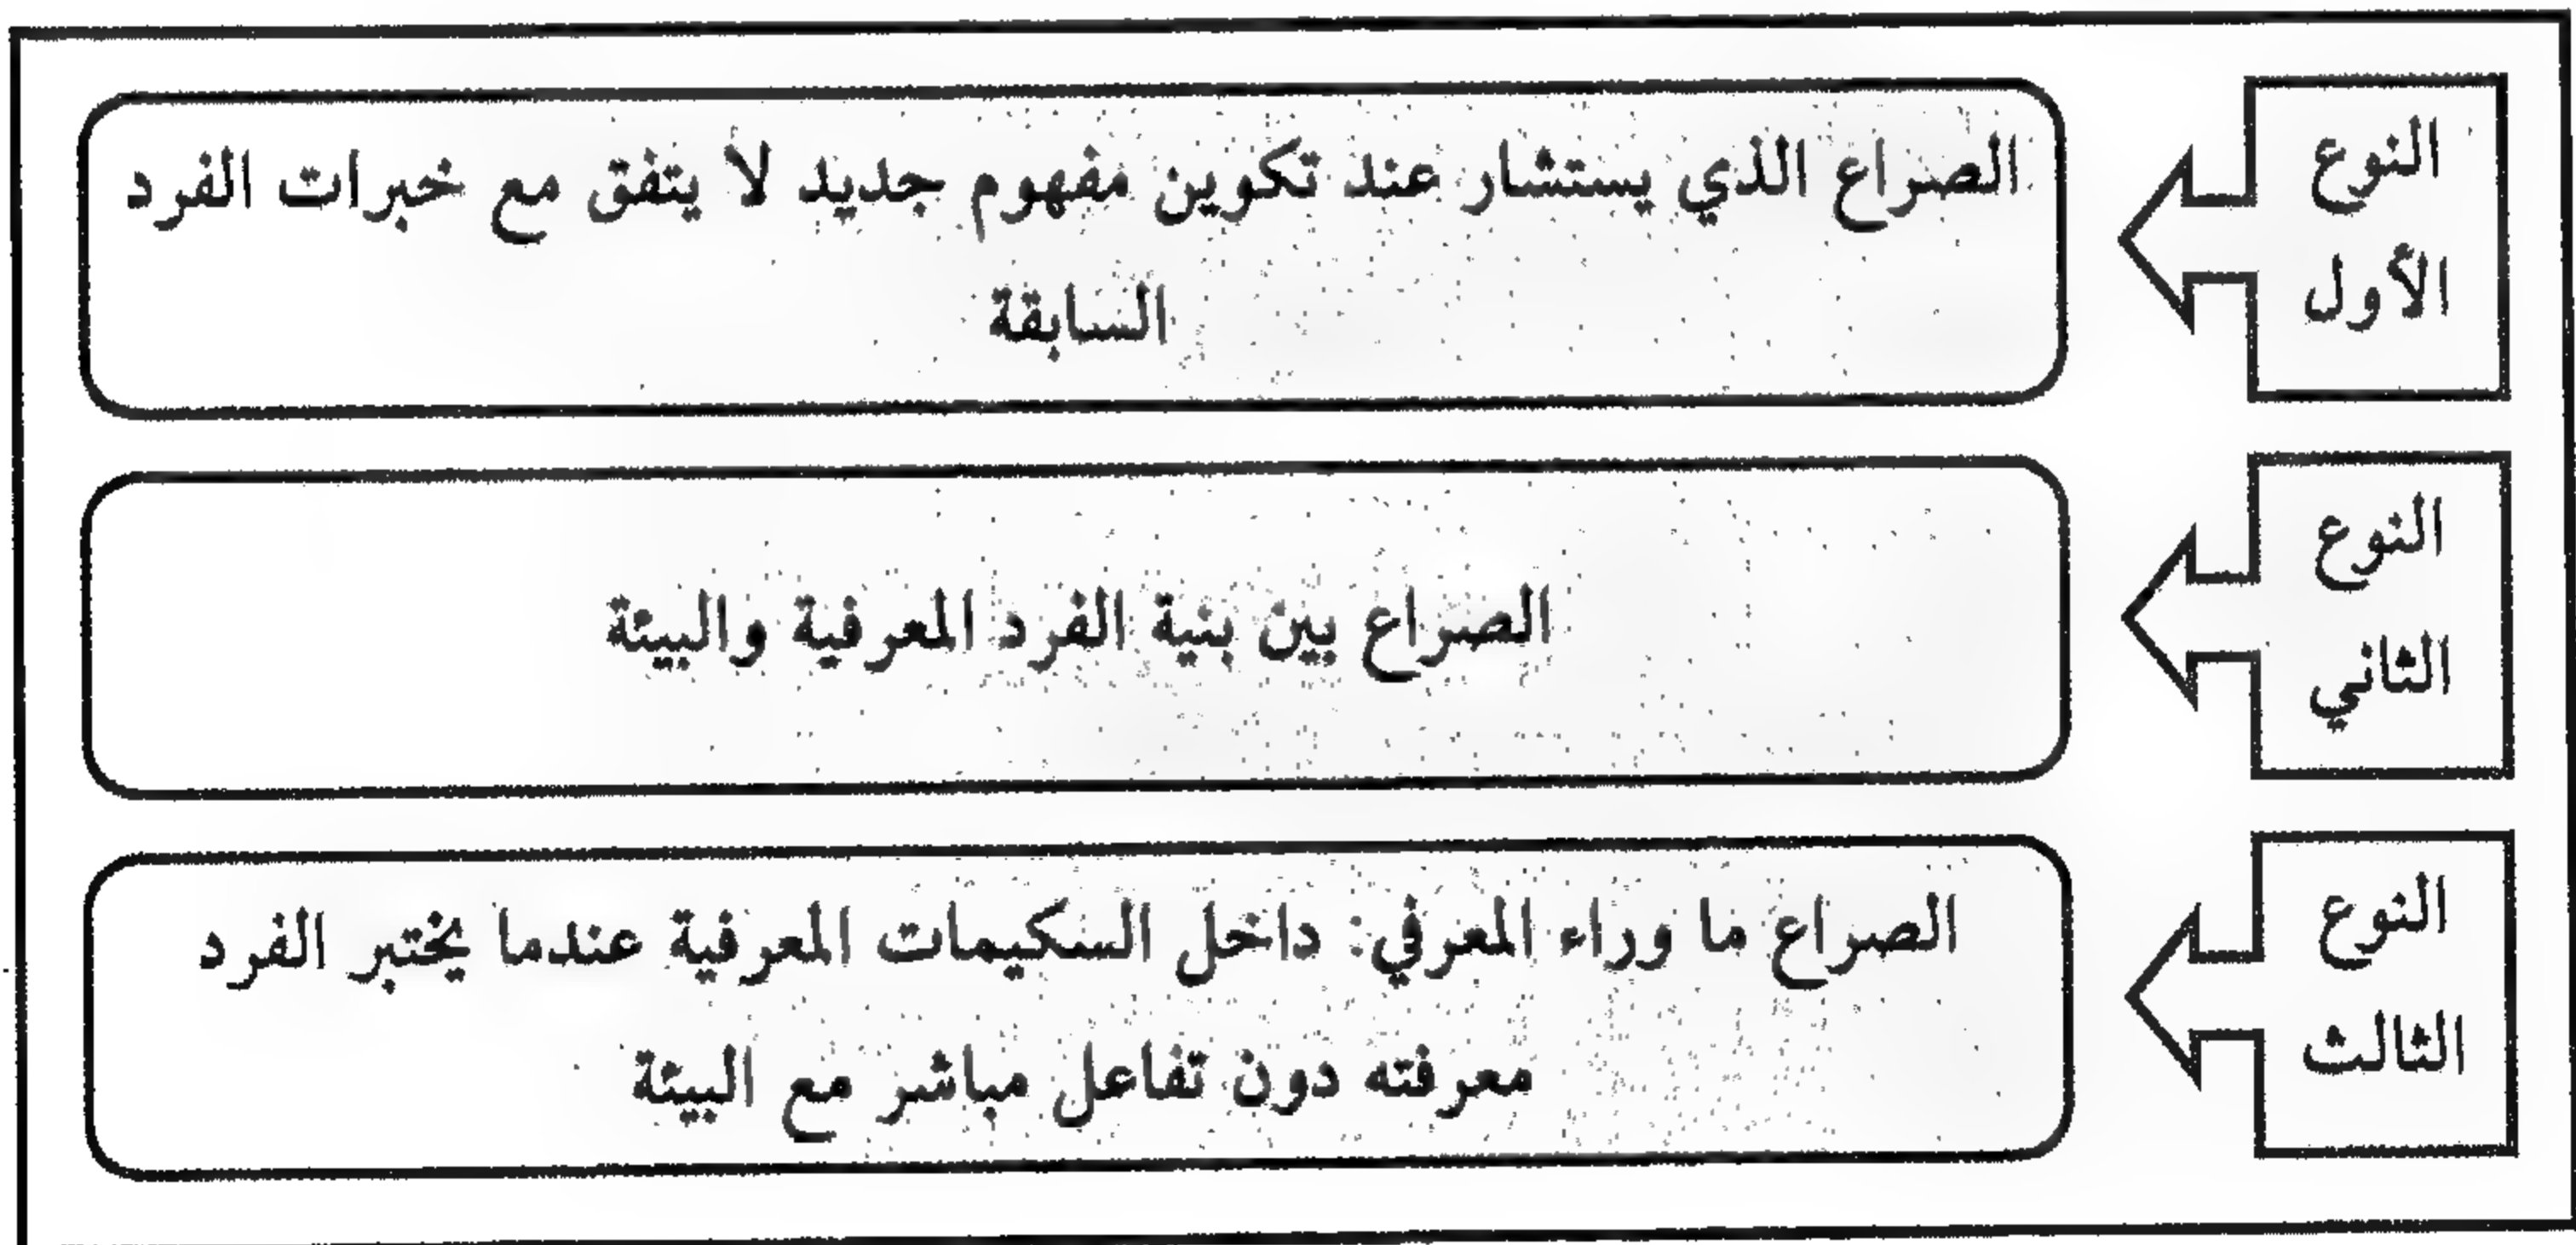 النوع
الأول
الصراع الذي يستشار عند تكوين مفهوم جديد لا يتفق مع خبرات الفرد
السابقة
النوع
الثاني
الصراع بين بنية الفرد المعرفية والبيئة
النوع
الثالث
الصراع ما وراء المعرفي: داخل السكيمات المعرفية عندما يختبر الفرد
معرفته دون تفاعل مباشر مع البيئة